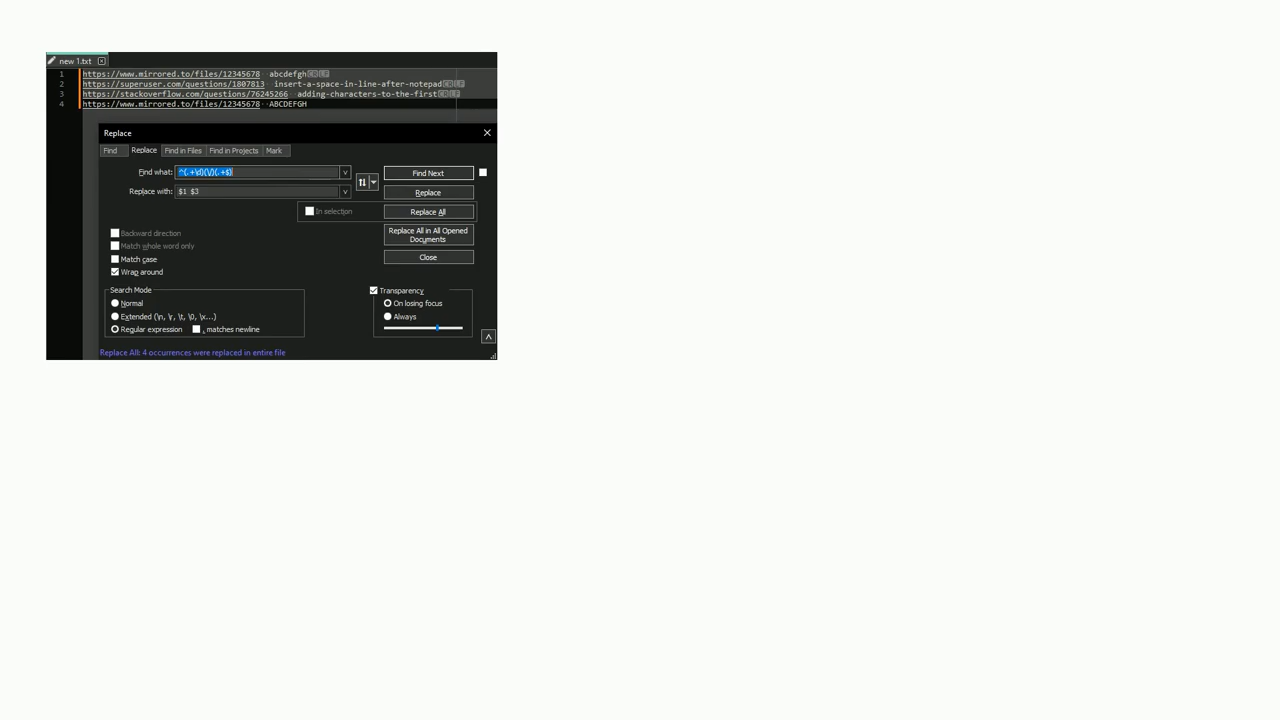 new 1.txt
1 https://www.mirrored.to/files/12345678  abcdefghCRLF
2 https://superuser.com/questions/1807813  insert-a-space-in-line-after-notepadCRLF
3 https://stackoverflow.com/questions/76245266  adding-characters-to-the-firstCRLF
4 https://www.mirrored.to/files/12345678  ABCDEFGH
Replace
Find Replace Find in Files Find in Projects Mark
Find what: ^(.+\d)(\/)(.+$) Find Next
Replace with: $1  $3 Replace
In selection Replace All
Replace All in All Opened
Documents
Backward direction
Match whole word only
Match case Close
Wrap around
Search Mode Transparency
Normal On losing focus
Extended (\n, \r, \t, \0, \x...) Always
Regular expression . matches newline
Replace All: 4 occurrences were replaced in entire file